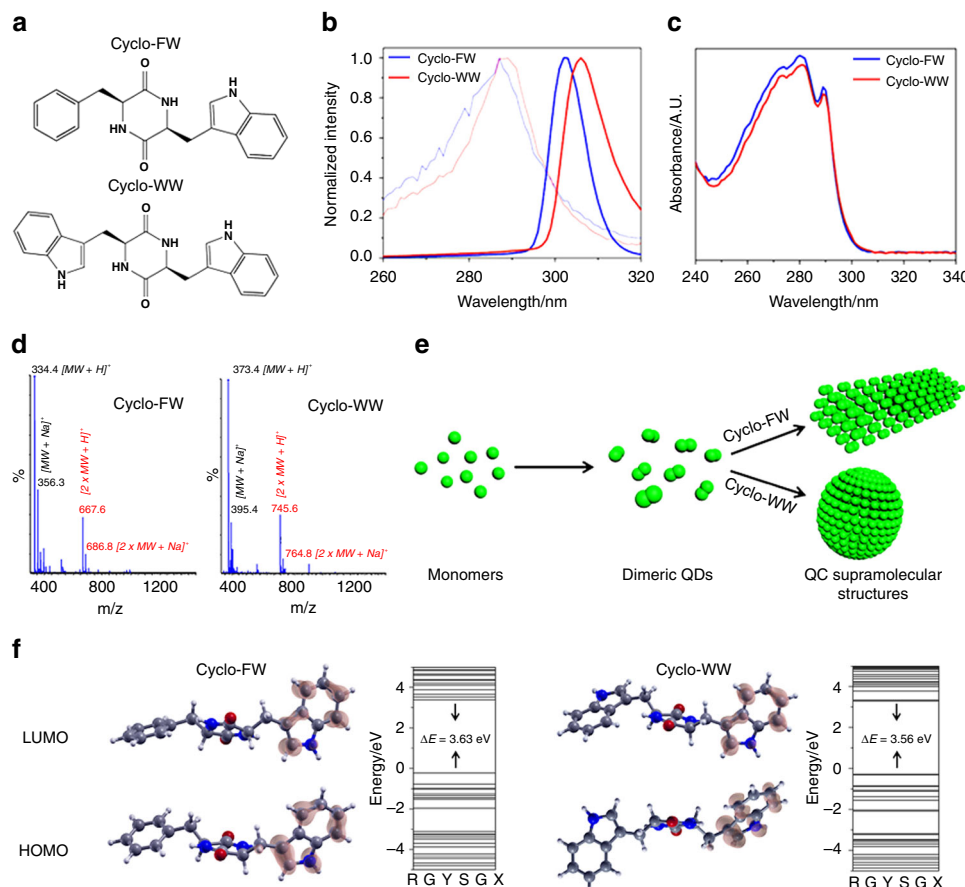 a
Cyclo-FW
O
NH
HN
O
H
N
Cyclo-WW
O
NH
HN
O
H
N
N
H
b
Cyclo-FW
Cyclo-WW
Normalized intensity
1.0
0.8
0.6
0.4
0.2
0.0
260 280 300 320
Wavelength/nm
c
Cyclo-FW
Cyclo-WW
Absorbance/A.U.
240 260 280 300 320 340
Wavelength/nm
d
334.4 [MW + H]⁺
Cyclo-FW
[MW + Na]⁺
356.3
[2 x MW + H]⁺
667.6
686.8 [2 x MW + Na]⁺
%
400 800 1200
m/z
373.4 [MW + H]⁺
Cyclo-WW
[MW + Na]⁺
395.4
[2 x MW + H]⁺
745.6
764.8 [2 x MW + Na]⁺
%
400 800 1200
m/z
e
Cyclo-FW
Cyclo-WW
Monomers
Dimeric QDs
QC supramolecular
structures
f
Cyclo-FW
Cyclo-WW
LUMO
HOMO
Energy/eV
4
2
0
−2
−4
ΔE = 3.63 eV
R G Y S G X
Energy/eV
4
2
0
−2
−4
ΔE = 3.56 eV
R G Y S G X